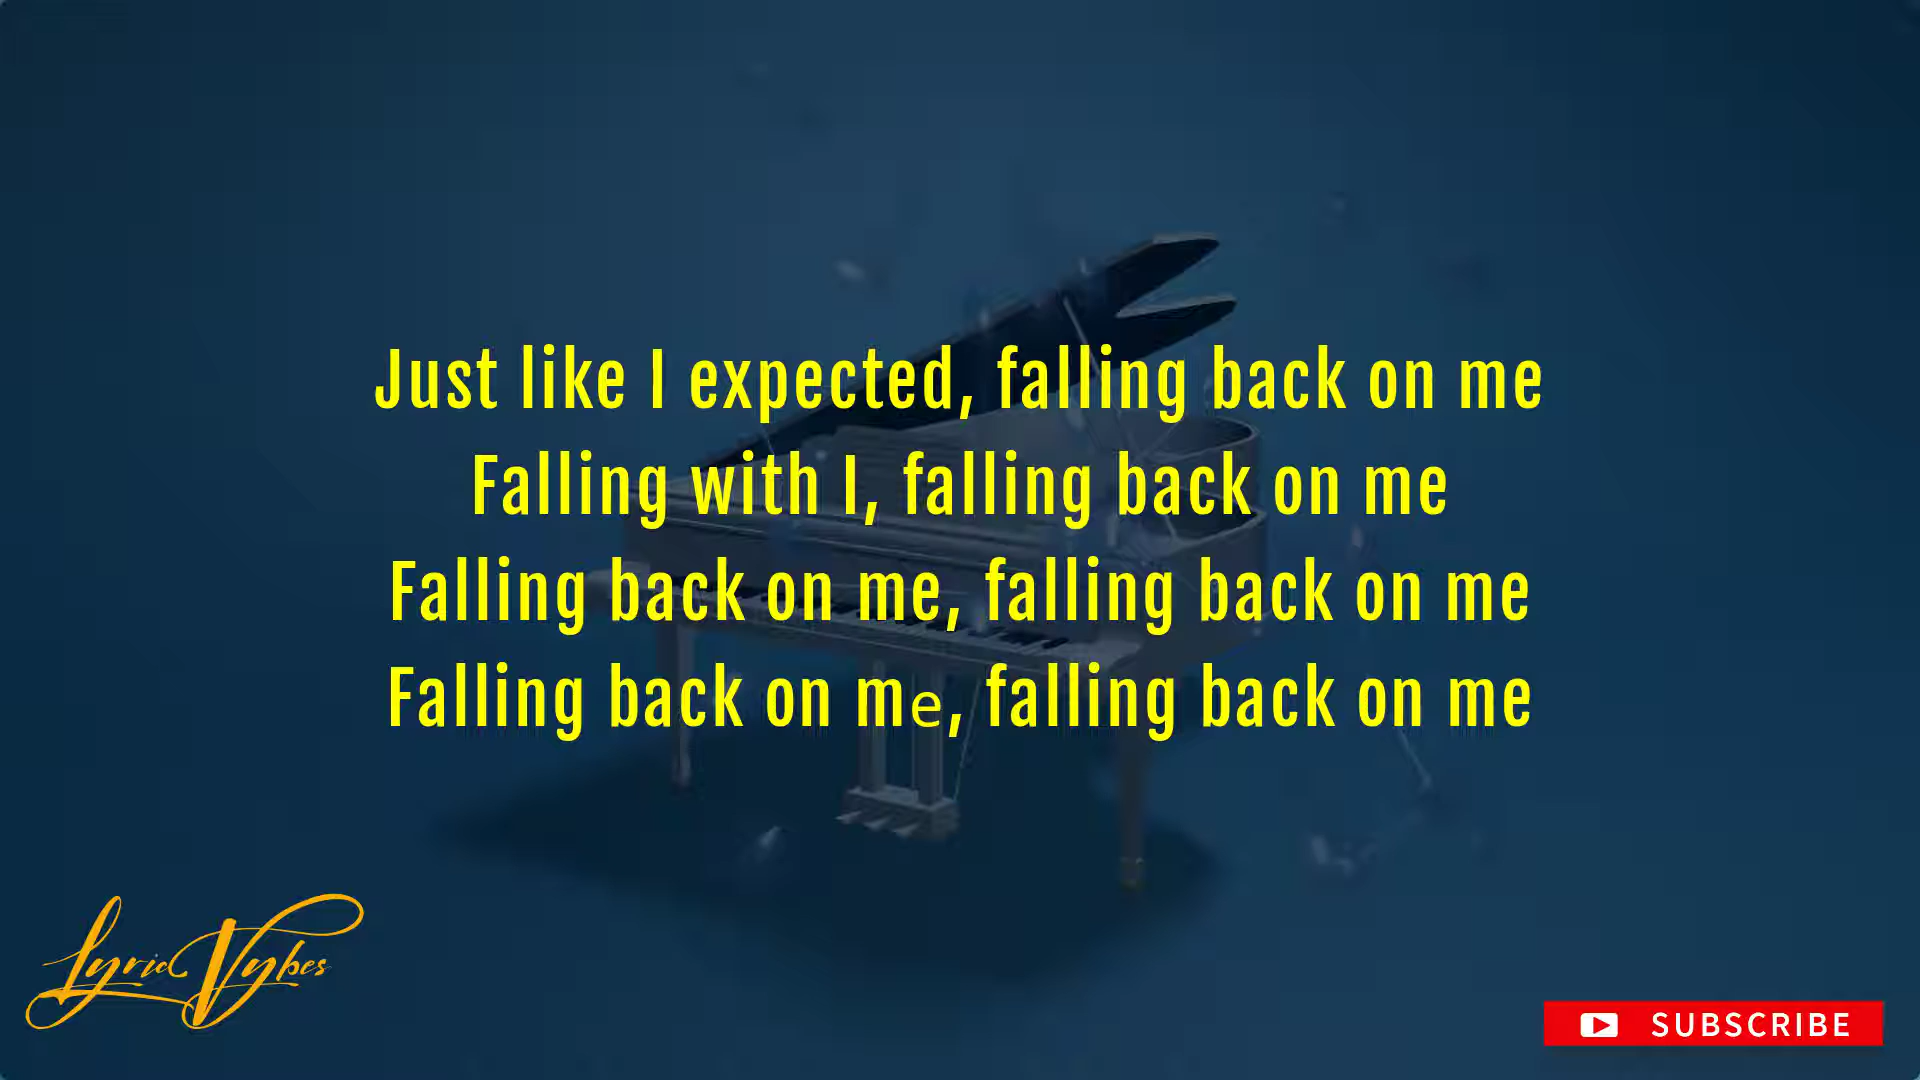 Just like I expected, falling back on me
Falling with I, falling back on me
Falling back on me, falling back on me
Falling back on mе, falling back on me
Lyric Vybes
SUBSCRIBE